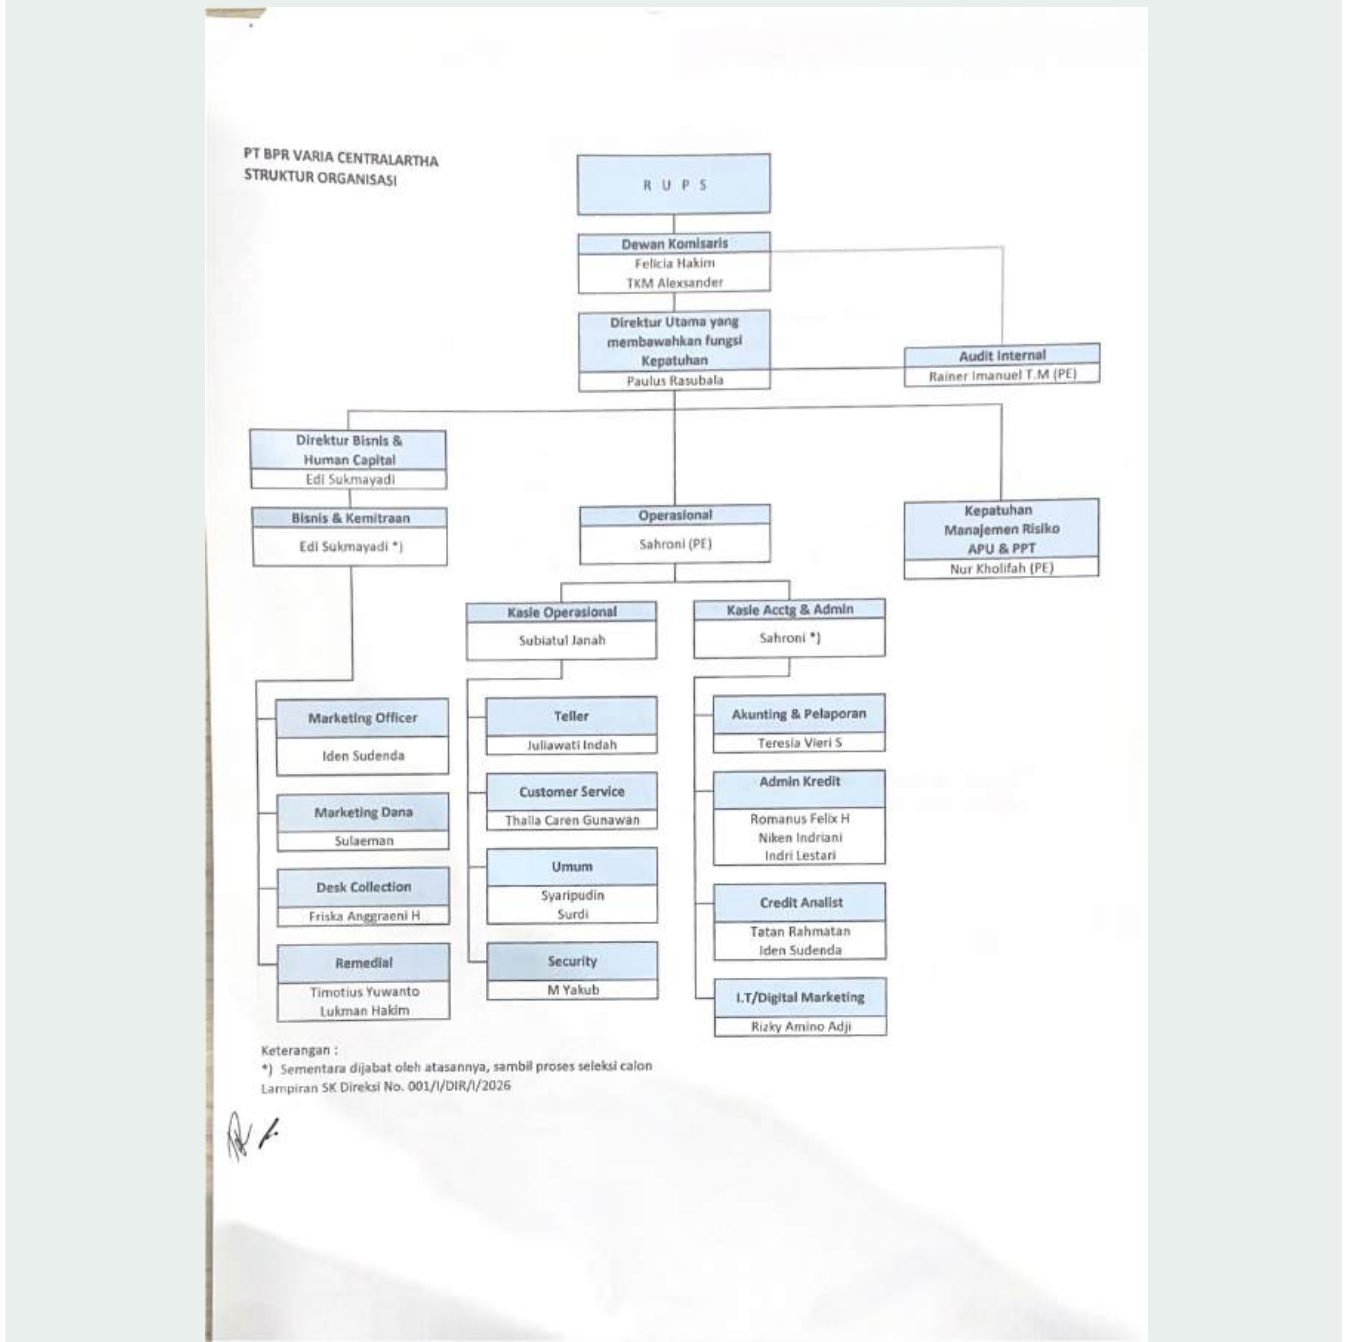 PT BPR VARIA CENTRALARTHA
STRUKTUR ORGANISASI
R U P S
Dewan Komisaris
Felicia Hakim
TKM Alexsander
Direktur Utama yang
membawahkan fungsi
Kepatuhan
Paulus Rasubala
Audit Internal
Rainer Imanuel T.M (PE)
Direktur Bisnis &
Human Capital
Edi Sukmayadi
Bisnis & Kemitraan
Edi Sukmayadi *)
Operasional
Sahroni (PE)
Kepatuhan
Manajemen Risiko
APU & PPT
Nur Kholifah (PE)
Kasie Operasional
Subiatul Janah
Kasie Acctg & Admin
Sahroni *)
Marketing Officer
Iden Sudenda
Marketing Dana
Sulaeman
Desk Collection
Friska Anggraeni H
Remedial
Timotius Yuwanto
Lukman Hakim
Teller
Juliawati Indah
Customer Service
Thalia Caren Gunawan
Umum
Syaripudin
Surdi
Security
M Yakub
Akunting & Pelaporan
Teresia Vieri S
Admin Kredit
Romanus Felix H
Niken Indriani
Indri Lestari
Credit Analist
Tatan Rahmatan
Iden Sudenda
I.T/Digital Marketing
Rizky Amino Adji
Keterangan :
*) Sementara dijabat oleh atasannya, sambil proses seleksi calon
Lampiran SK Direksi No. 001/I/DIR/I/2026